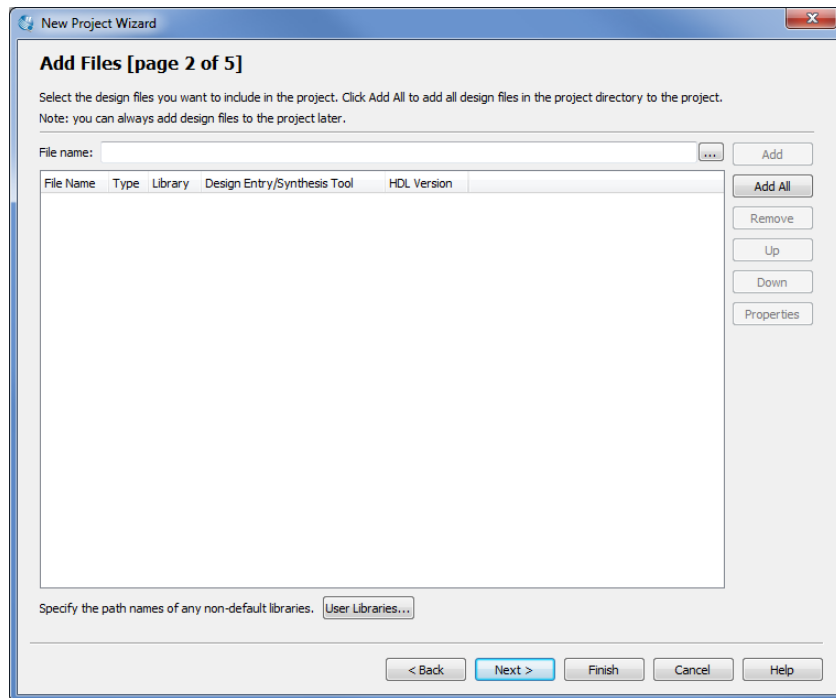 New Project Wizard
Add Files [page 2 of 5]
Select the design files you want to include in the project. Click Add All to add all design files in the project directory to the project.
Note: you can always add design files to the project later.
File name: ... Add
File Name Type Library Design Entry/Synthesis Tool HDL Version Add All
Remove
Up
Down
Properties
Specify the path names of any non-default libraries. User Libraries...
< Back Next > Finish Cancel Help